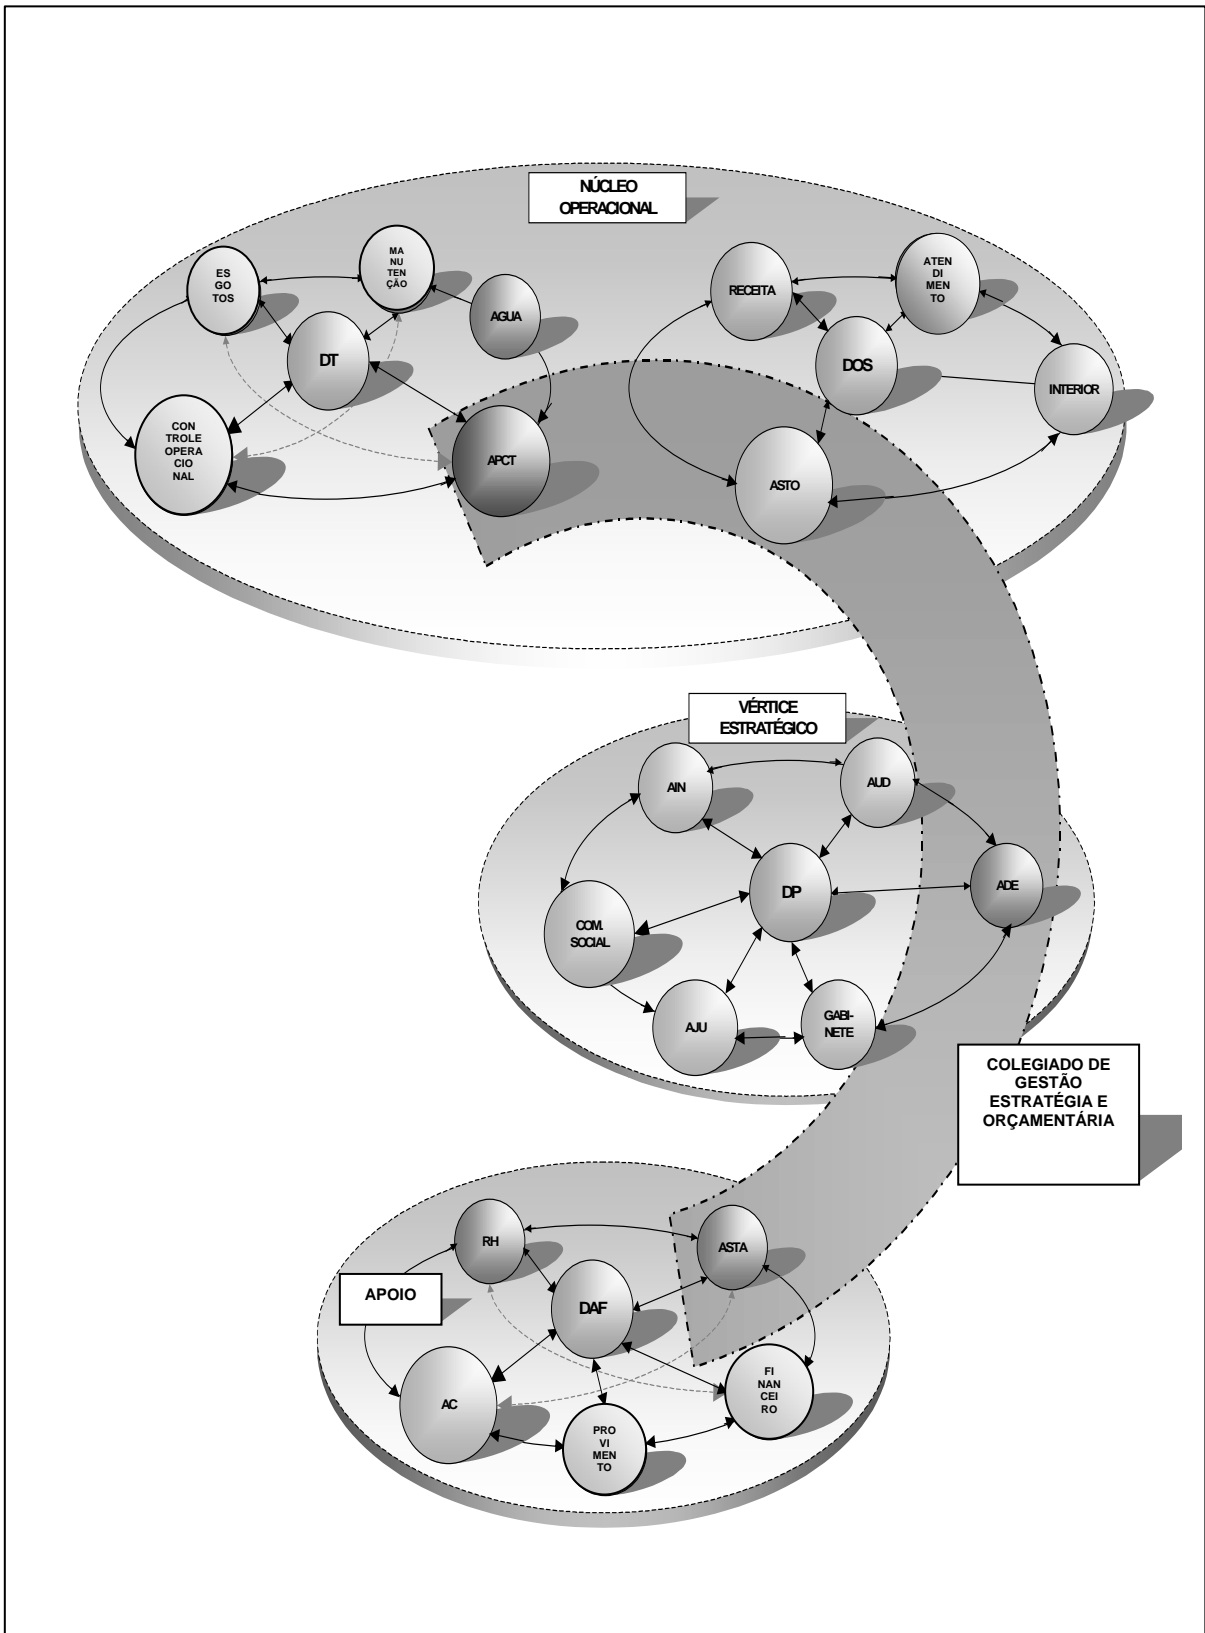 NÚCLEO
OPERACIONAL
ES
GO
TOS
MA
NU
TEN
ÇÃO
AGUA
DT
CON
TROLE
OPERA
CIO
NAL
APCT
RECEITA
ATEN
DI
MEN
TO
DOS
INTERIOR
ASTO
VÉRTICE
ESTRATÉGICO
AIN
AUD
DP
ADE
COM.
SOCIAL
AJU
GABI-
NETE
COLEGIADO DE
GESTÃO
ESTRATÉGIA E
ORÇAMENTÁRIA
RH
ASTA
APOIO
DAF
AC
FI
NAN
CEI
RO
PRO
VI
MEN
TO